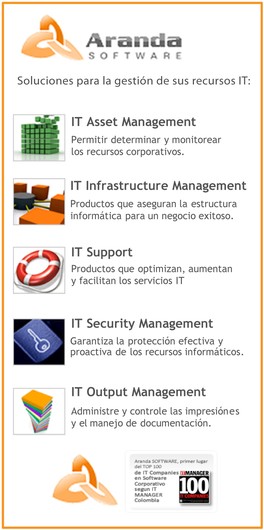 Aranda
SOFTWARE
Soluciones para la gestión de sus recursos IT:
IT Asset Management
Permitir determinar y monitorear
los recursos corporativos.
IT Infrastructure Management
Productos que aseguran la estructura
informática para un negocio exitoso.
IT Support
Productos que optimizan, aumentan
y facilitan los servicios IT
IT Security Management
Garantiza la protección efectiva y
proactiva de los recursos informáticos.
IT Output Management
Administre y controle las impresiónes
y el manejo de documentación.
Aranda SOFTWARE, primer lugar
del TOP 100
de IT Companies
en Software
Corporativo
segun IT
MANAGER
Colombia
IT MANAGER
100
IT COMPANIES